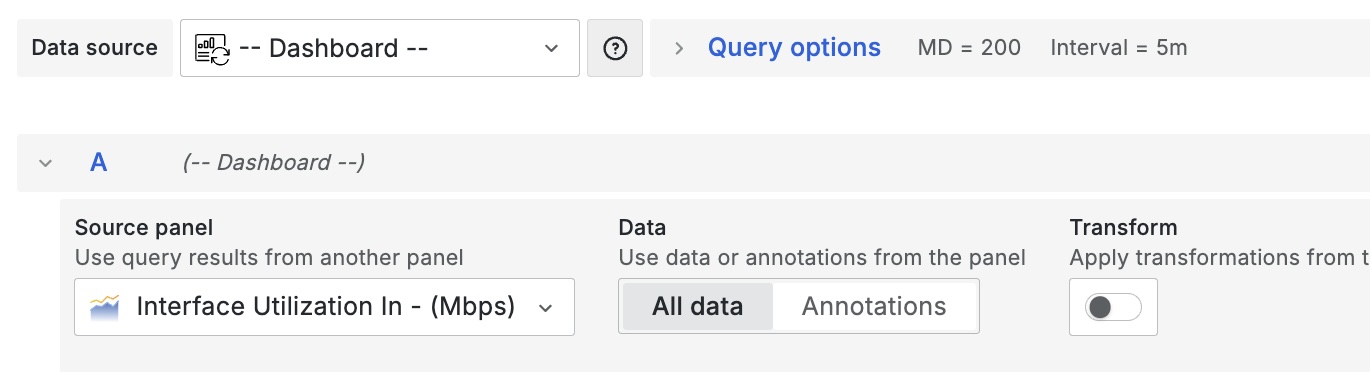 Data source -- Dashboard -- Query options MD = 200 Interval = 5m
A (-- Dashboard --)
Source panel Data Transform
Use query results from another panel Use data or annotations from the panel Apply transformations from t
Interface Utilization In - (Mbps) All data Annotations